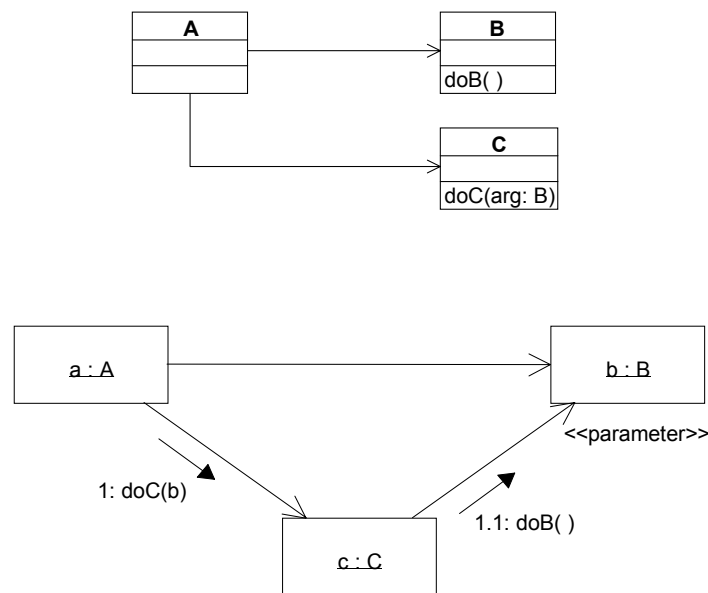 A
B
doB( )
C
doC(arg: B)
a : A
b : B
<<parameter>>
1: doC(b)
1.1: doB( )
c : C